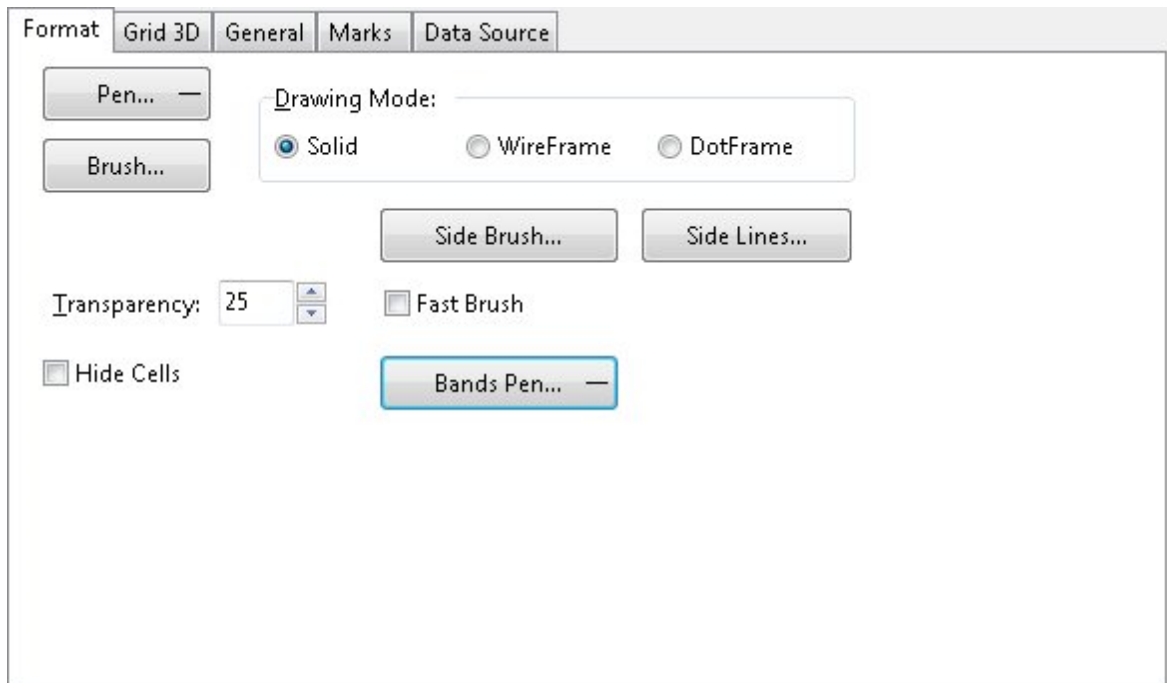 Format Grid 3D General Marks Data Source
Pen...
Drawing Mode:
Solid WireFrame DotFrame
Brush...
Side Brush... Side Lines...
Transparency: 25 Fast Brush
Hide Cells
Bands Pen...